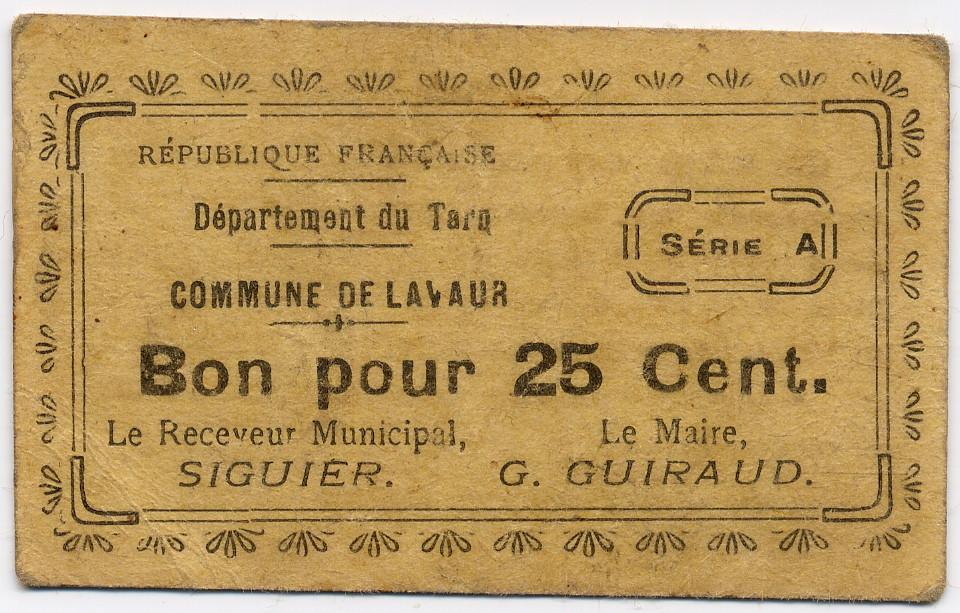 RÉPUBLIQUE FRANÇAISE
Département du Tarn
SÉRIE A
COMMUNE DE LAVAUR
Bon pour 25 Cent.
Le Receveur Municipal,
Le Maire,
SIGUIER.
G. GUIRAUD.